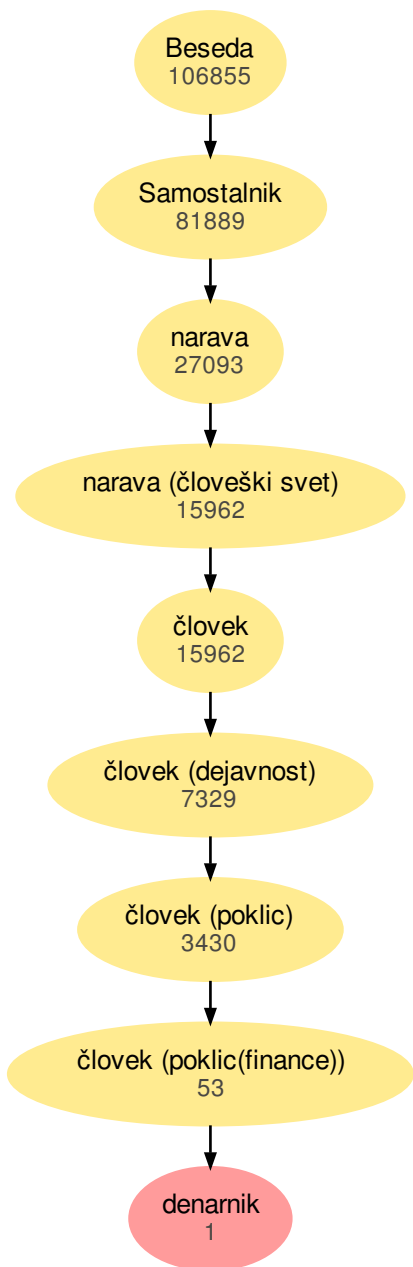 Beseda
106855
Samostalnik
81889
narava
27093
narava (človeški svet)
15962
človek
15962
človek (dejavnost)
7329
človek (poklic)
3430
človek (poklic(finance))
53
denarnik
1